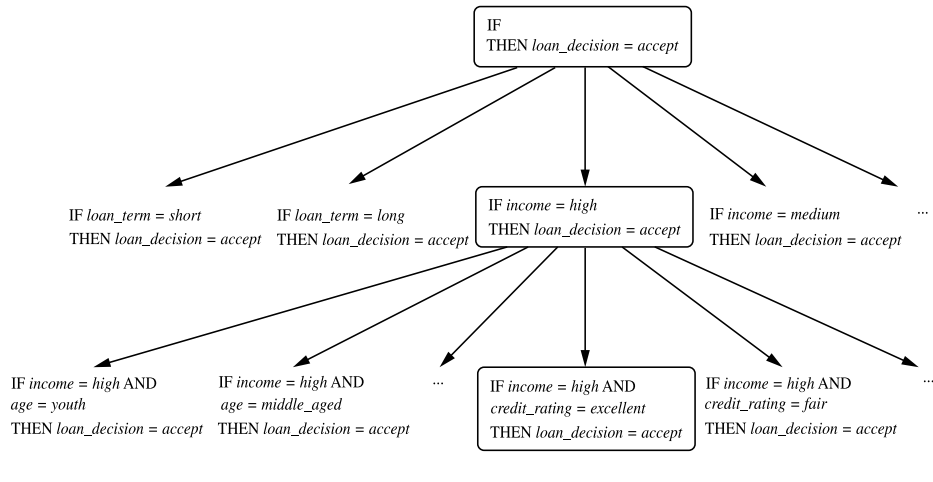 IF
THEN loan_decision = accept
IF loan_term = short
THEN loan_decision = accept
IF loan_term = long
THEN loan_decision = accept
IF income = high
THEN loan_decision = accept
IF income = medium
THEN loan_decision = accept
...
IF income = high AND
age = youth
THEN loan_decision = accept
IF income = high AND
age = middle_aged
THEN loan_decision = accept
...
IF income = high AND
credit_rating = excellent
THEN loan_decision = accept
IF income = high AND
credit_rating = fair
THEN loan_decision = accept
...